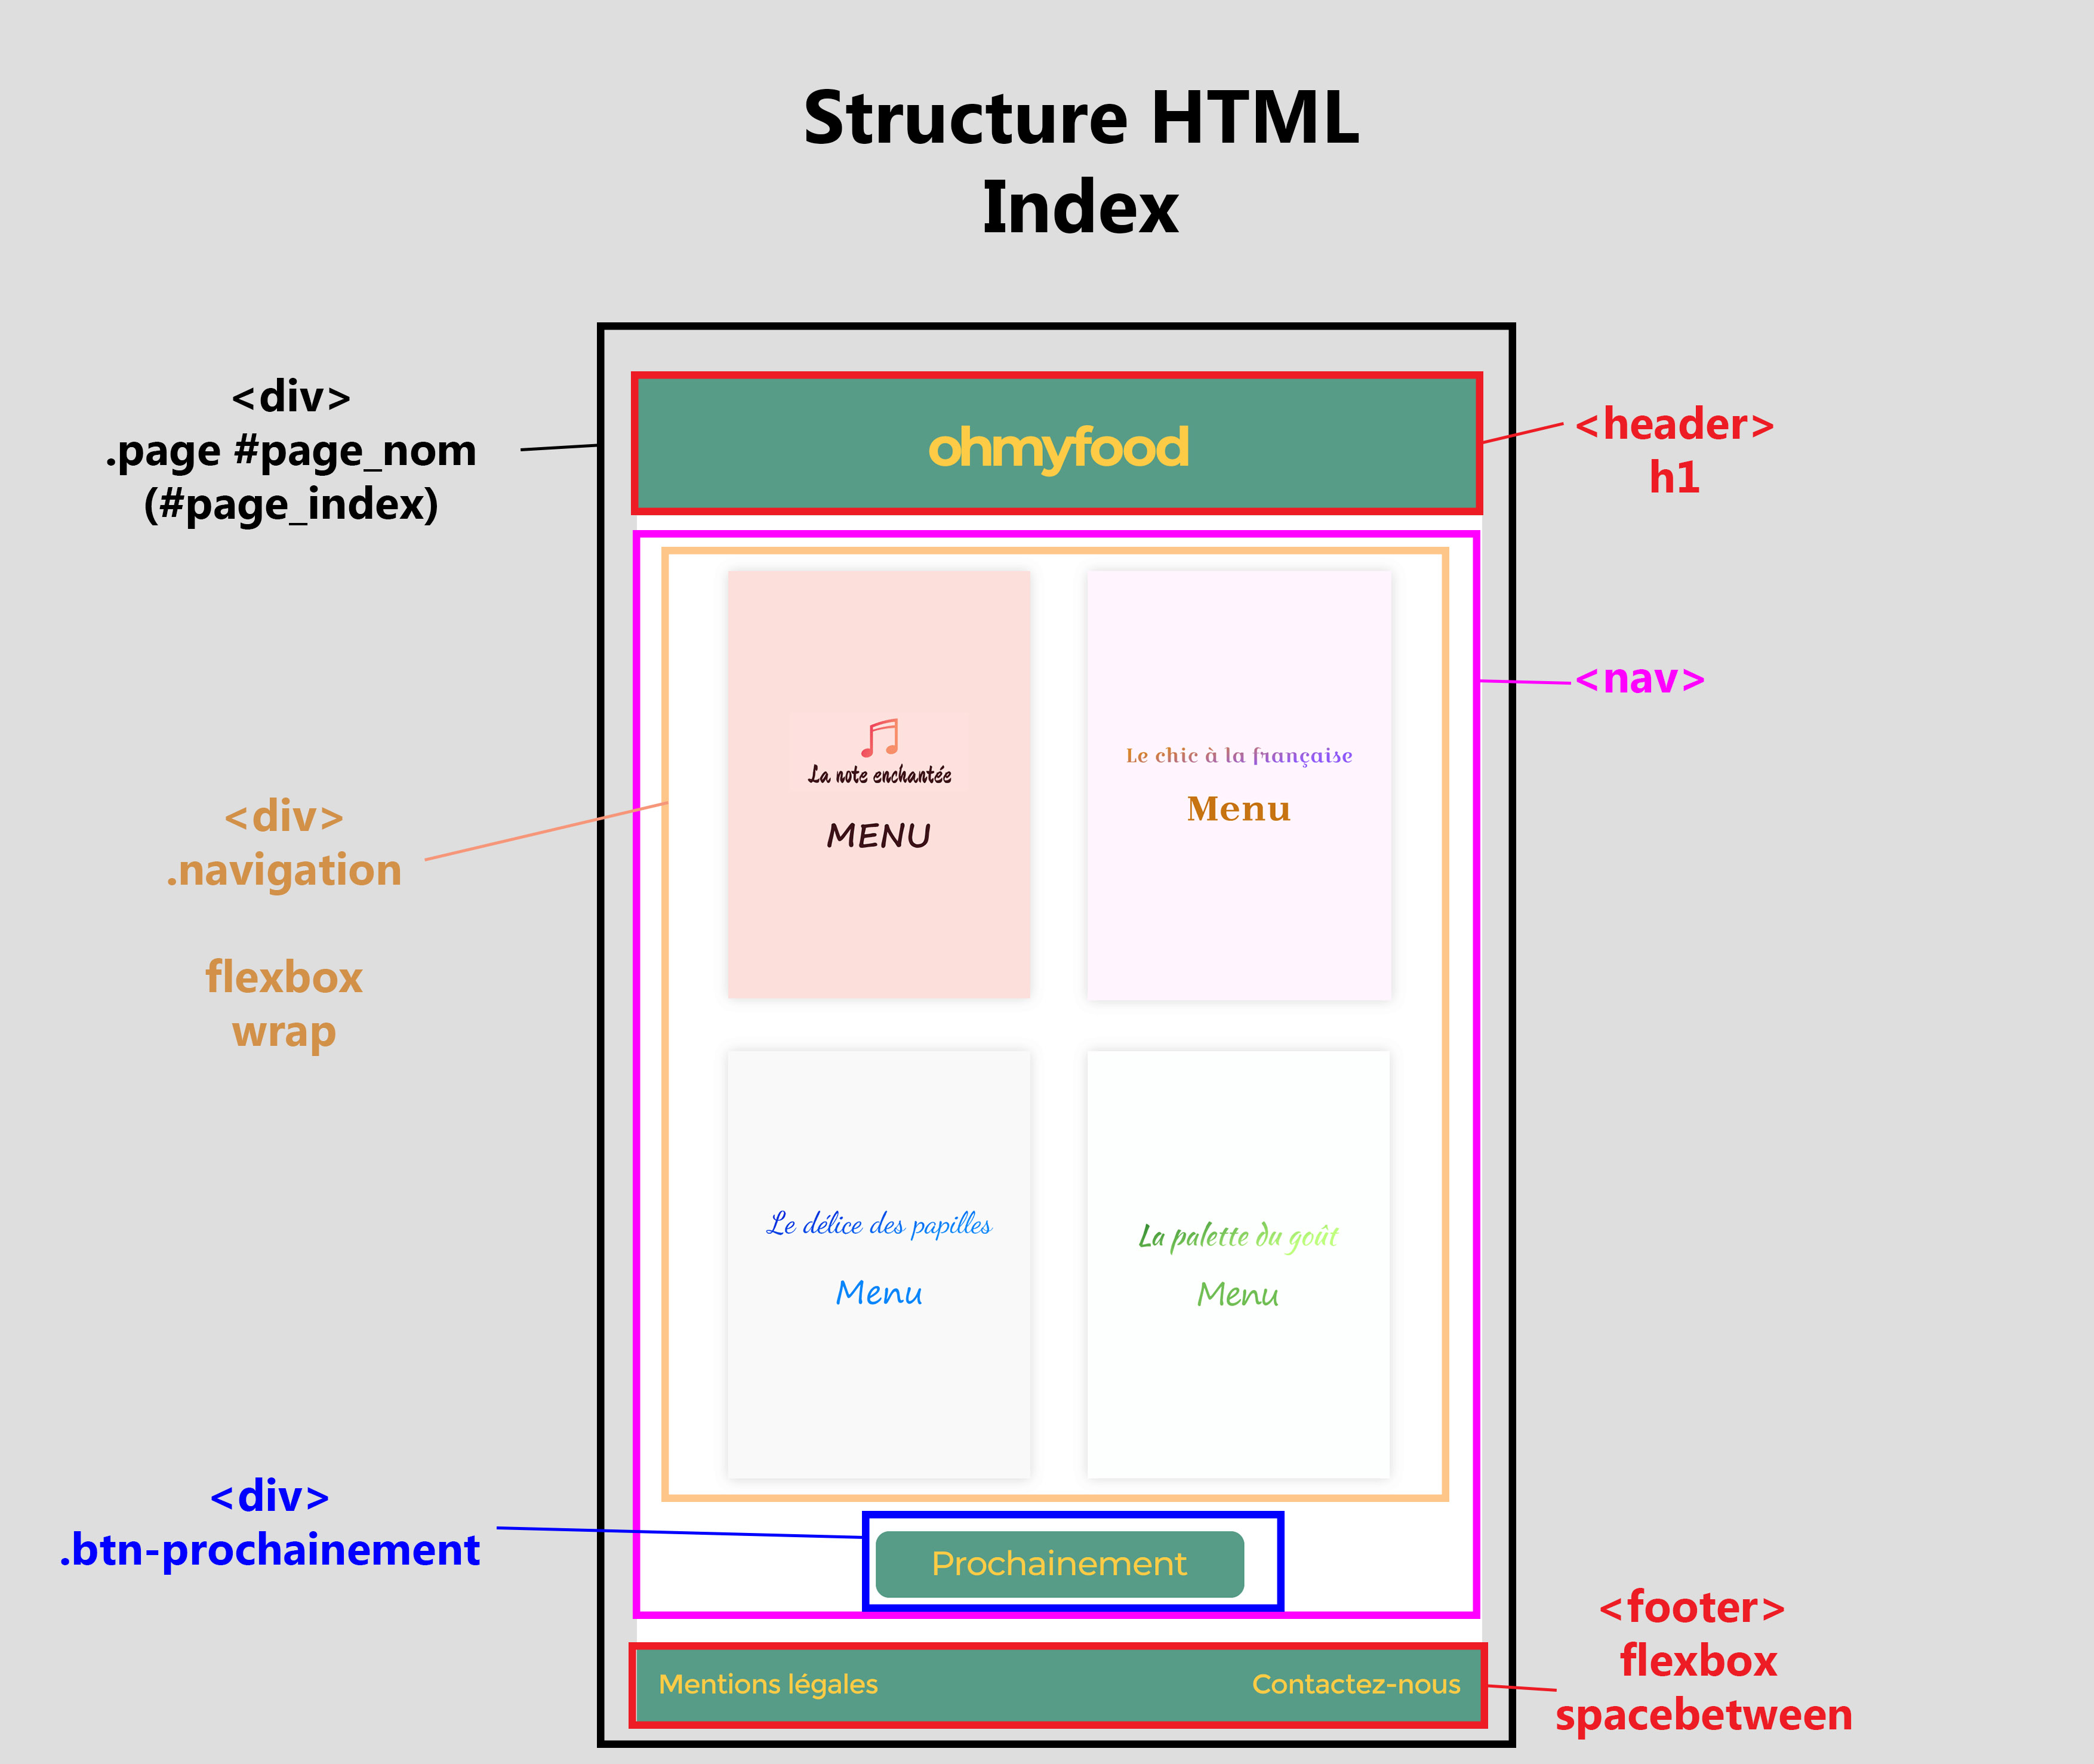 Structure HTML
Index
<div>
.page #page_nom
(#page_index)
ohmyfood
<header>
h1
<nav>
La note enchantée
MENU
Le chic à la française
Menu
<div>
.navigation
flexbox
wrap
Le délice des papilles
Menu
La palette du goût
Menu
<div>
.btn-prochainement
Prochainement
<footer>
flexbox
spacebetween
Mentions légales
Contactez-nous